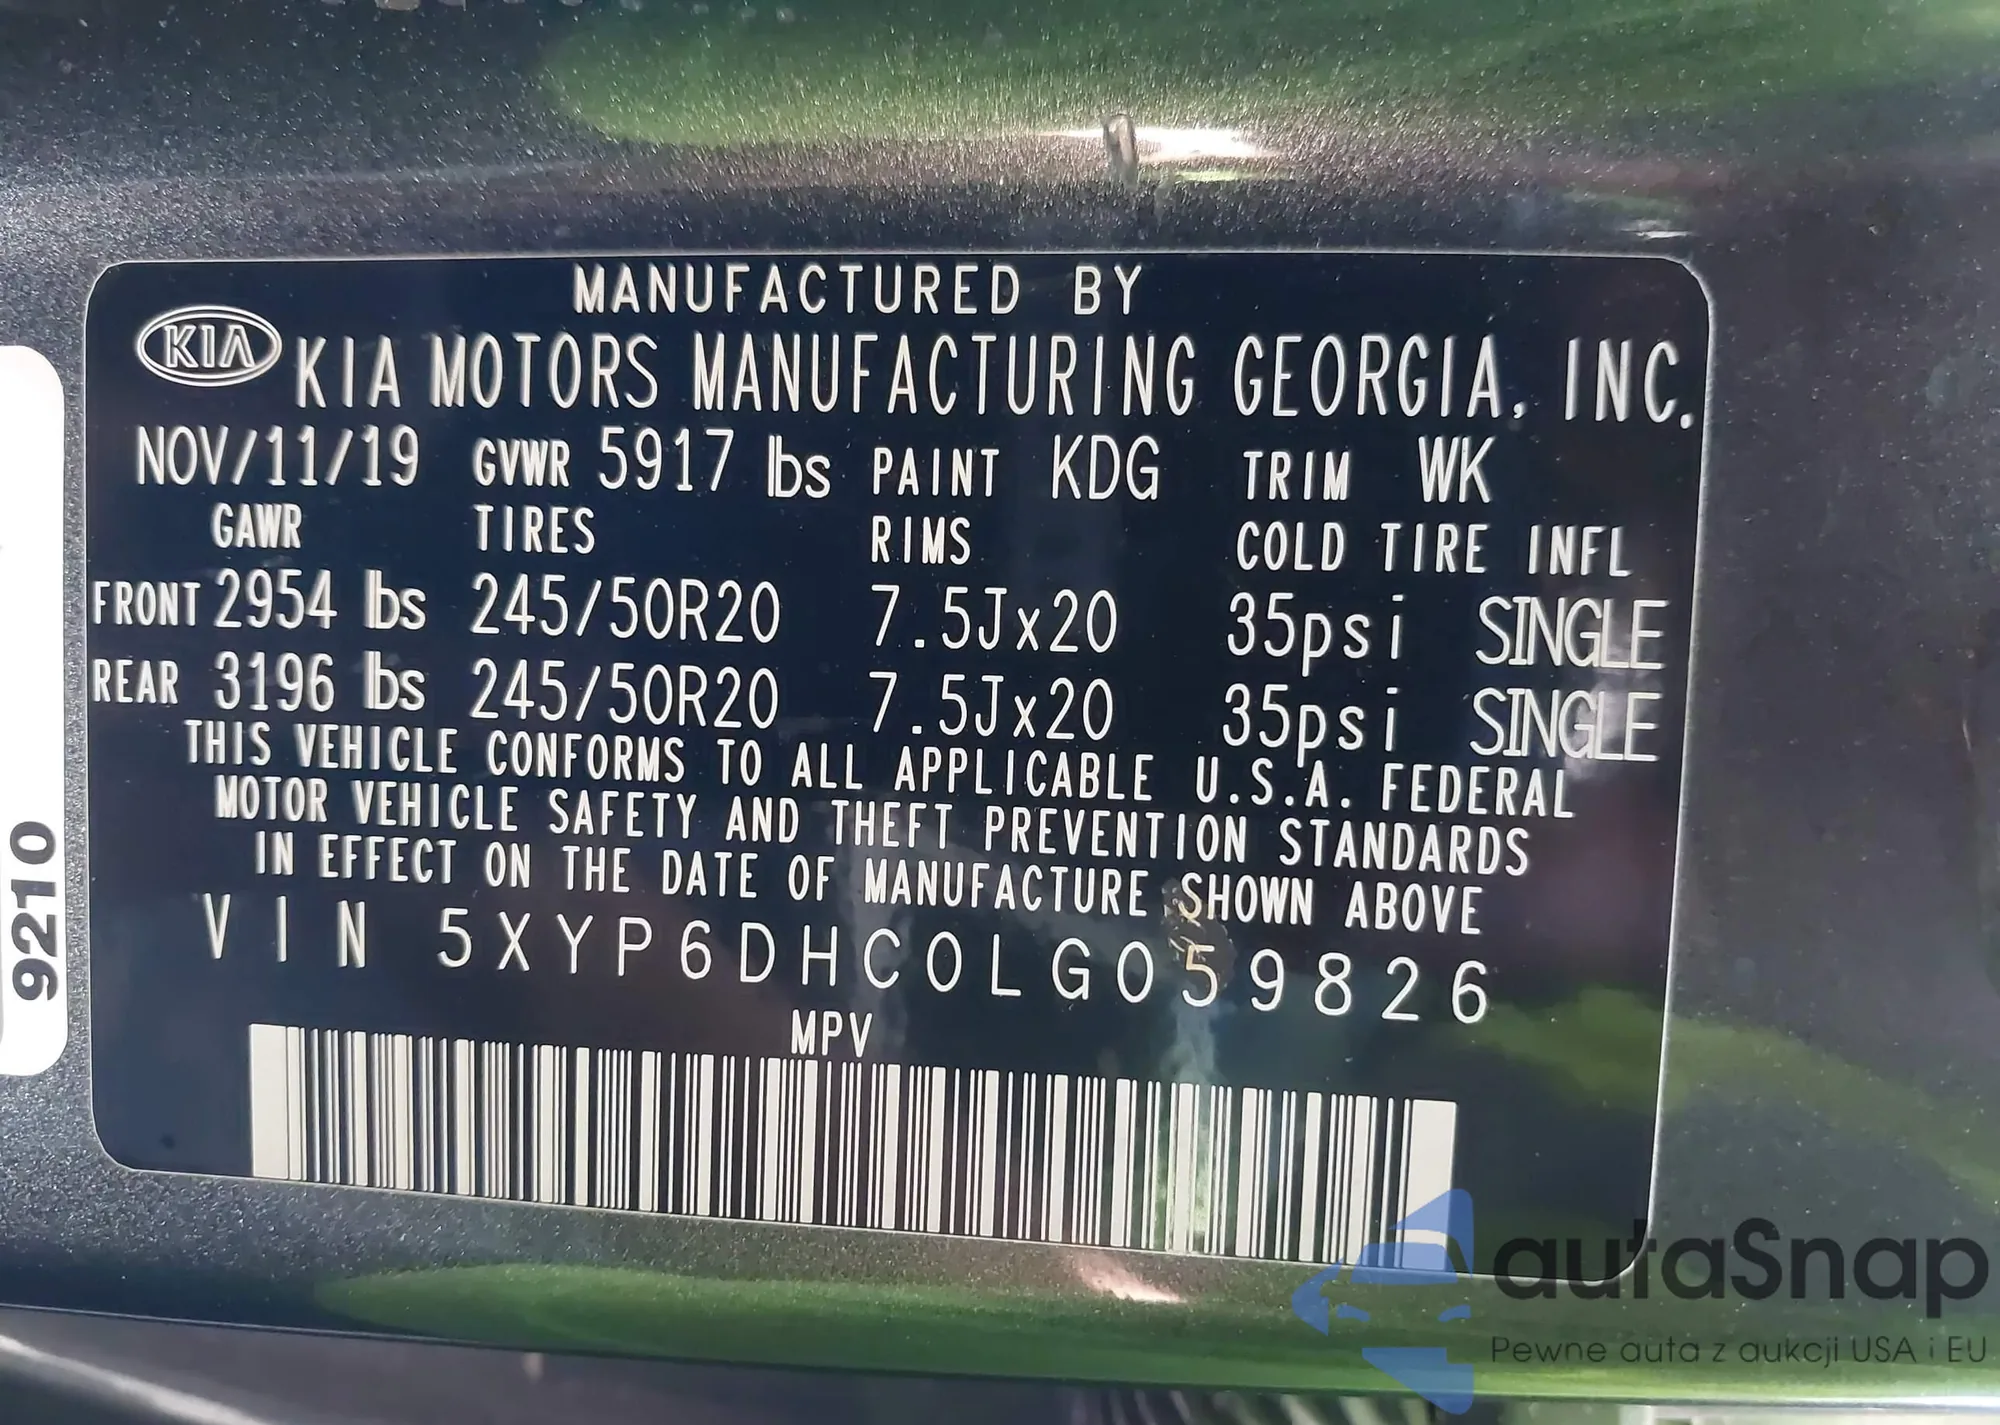 MANUFACTURED BY
KIA KIA MOTORS MANUFACTURING GEORGIA, INC.
NOV/11/19 GVWR 5917 lbs PAINT KDG TRIM WK
GAWR TIRES RIMS COLD TIRE INFL
FRONT 2954 lbs 245/50R20 7.5Jx20 35psi SINGLE
REAR 3196 lbs 245/50R20 7.5Jx20 35psi SINGLE
THIS VEHICLE CONFORMS TO ALL APPLICABLE U.S.A. FEDERAL
MOTOR VEHICLE SAFETY AND THEFT PREVENTION STANDARDS
IN EFFECT ON THE DATE OF MANUFACTURE SHOWN ABOVE
VIN 5XYP6DHC0LG059826
MPV
9210
autaSnap
Pewne auta z aukcji USA i EU